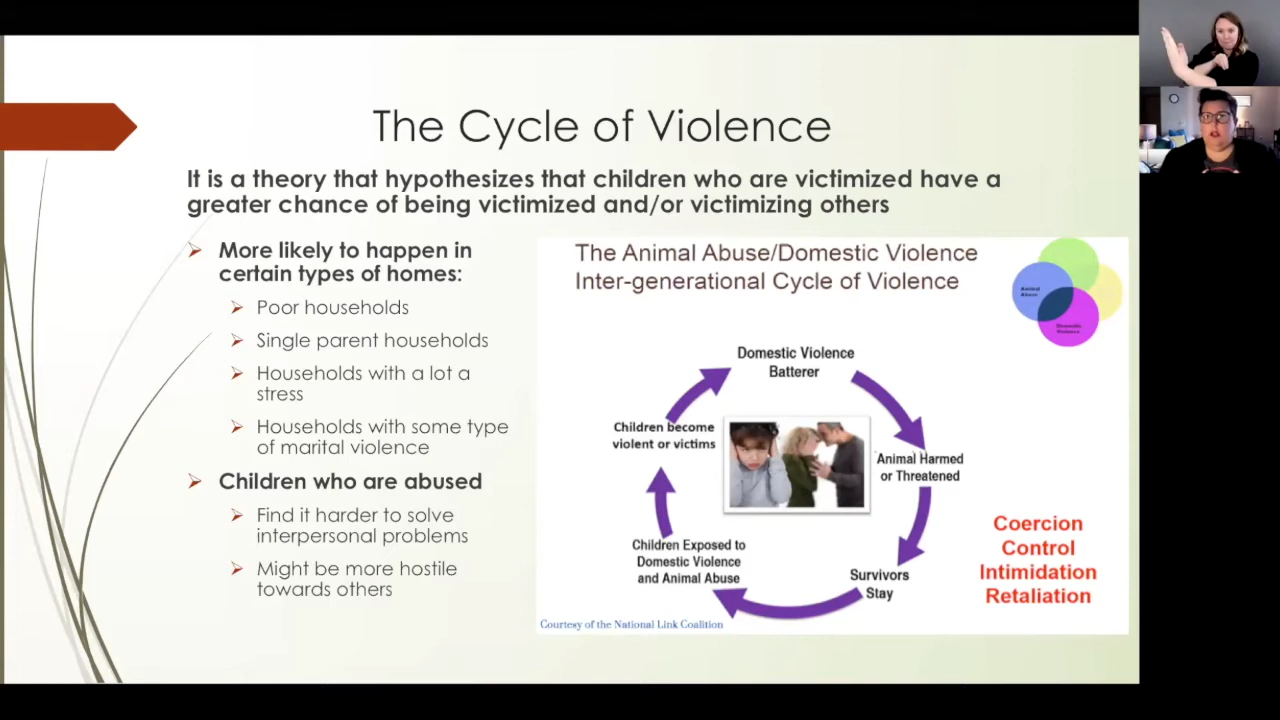 The Cycle of Violence
It is a theory that hypothesizes that children who are victimized have a
greater chance of being victimized and/or victimizing others
More likely to happen in
certain types of homes:
Poor households
Single parent households
Households with a lot a
stress
Households with some type
of marital violence
Children who are abused
Find it harder to solve
interpersonal problems
Might be more hostile
towards others
The Animal Abuse/Domestic Violence
Inter-generational Cycle of Violence
Animal
Abuse
Domestic
Violence
Domestic Violence
Batterer
Animal Harmed
or Threatened
Survivors
Stay
Children Exposed to
Domestic Violence
and Animal Abuse
Children become
violent or victims
Coercion
Control
Intimidation
Retaliation
Courtesy of the National Link Coalition